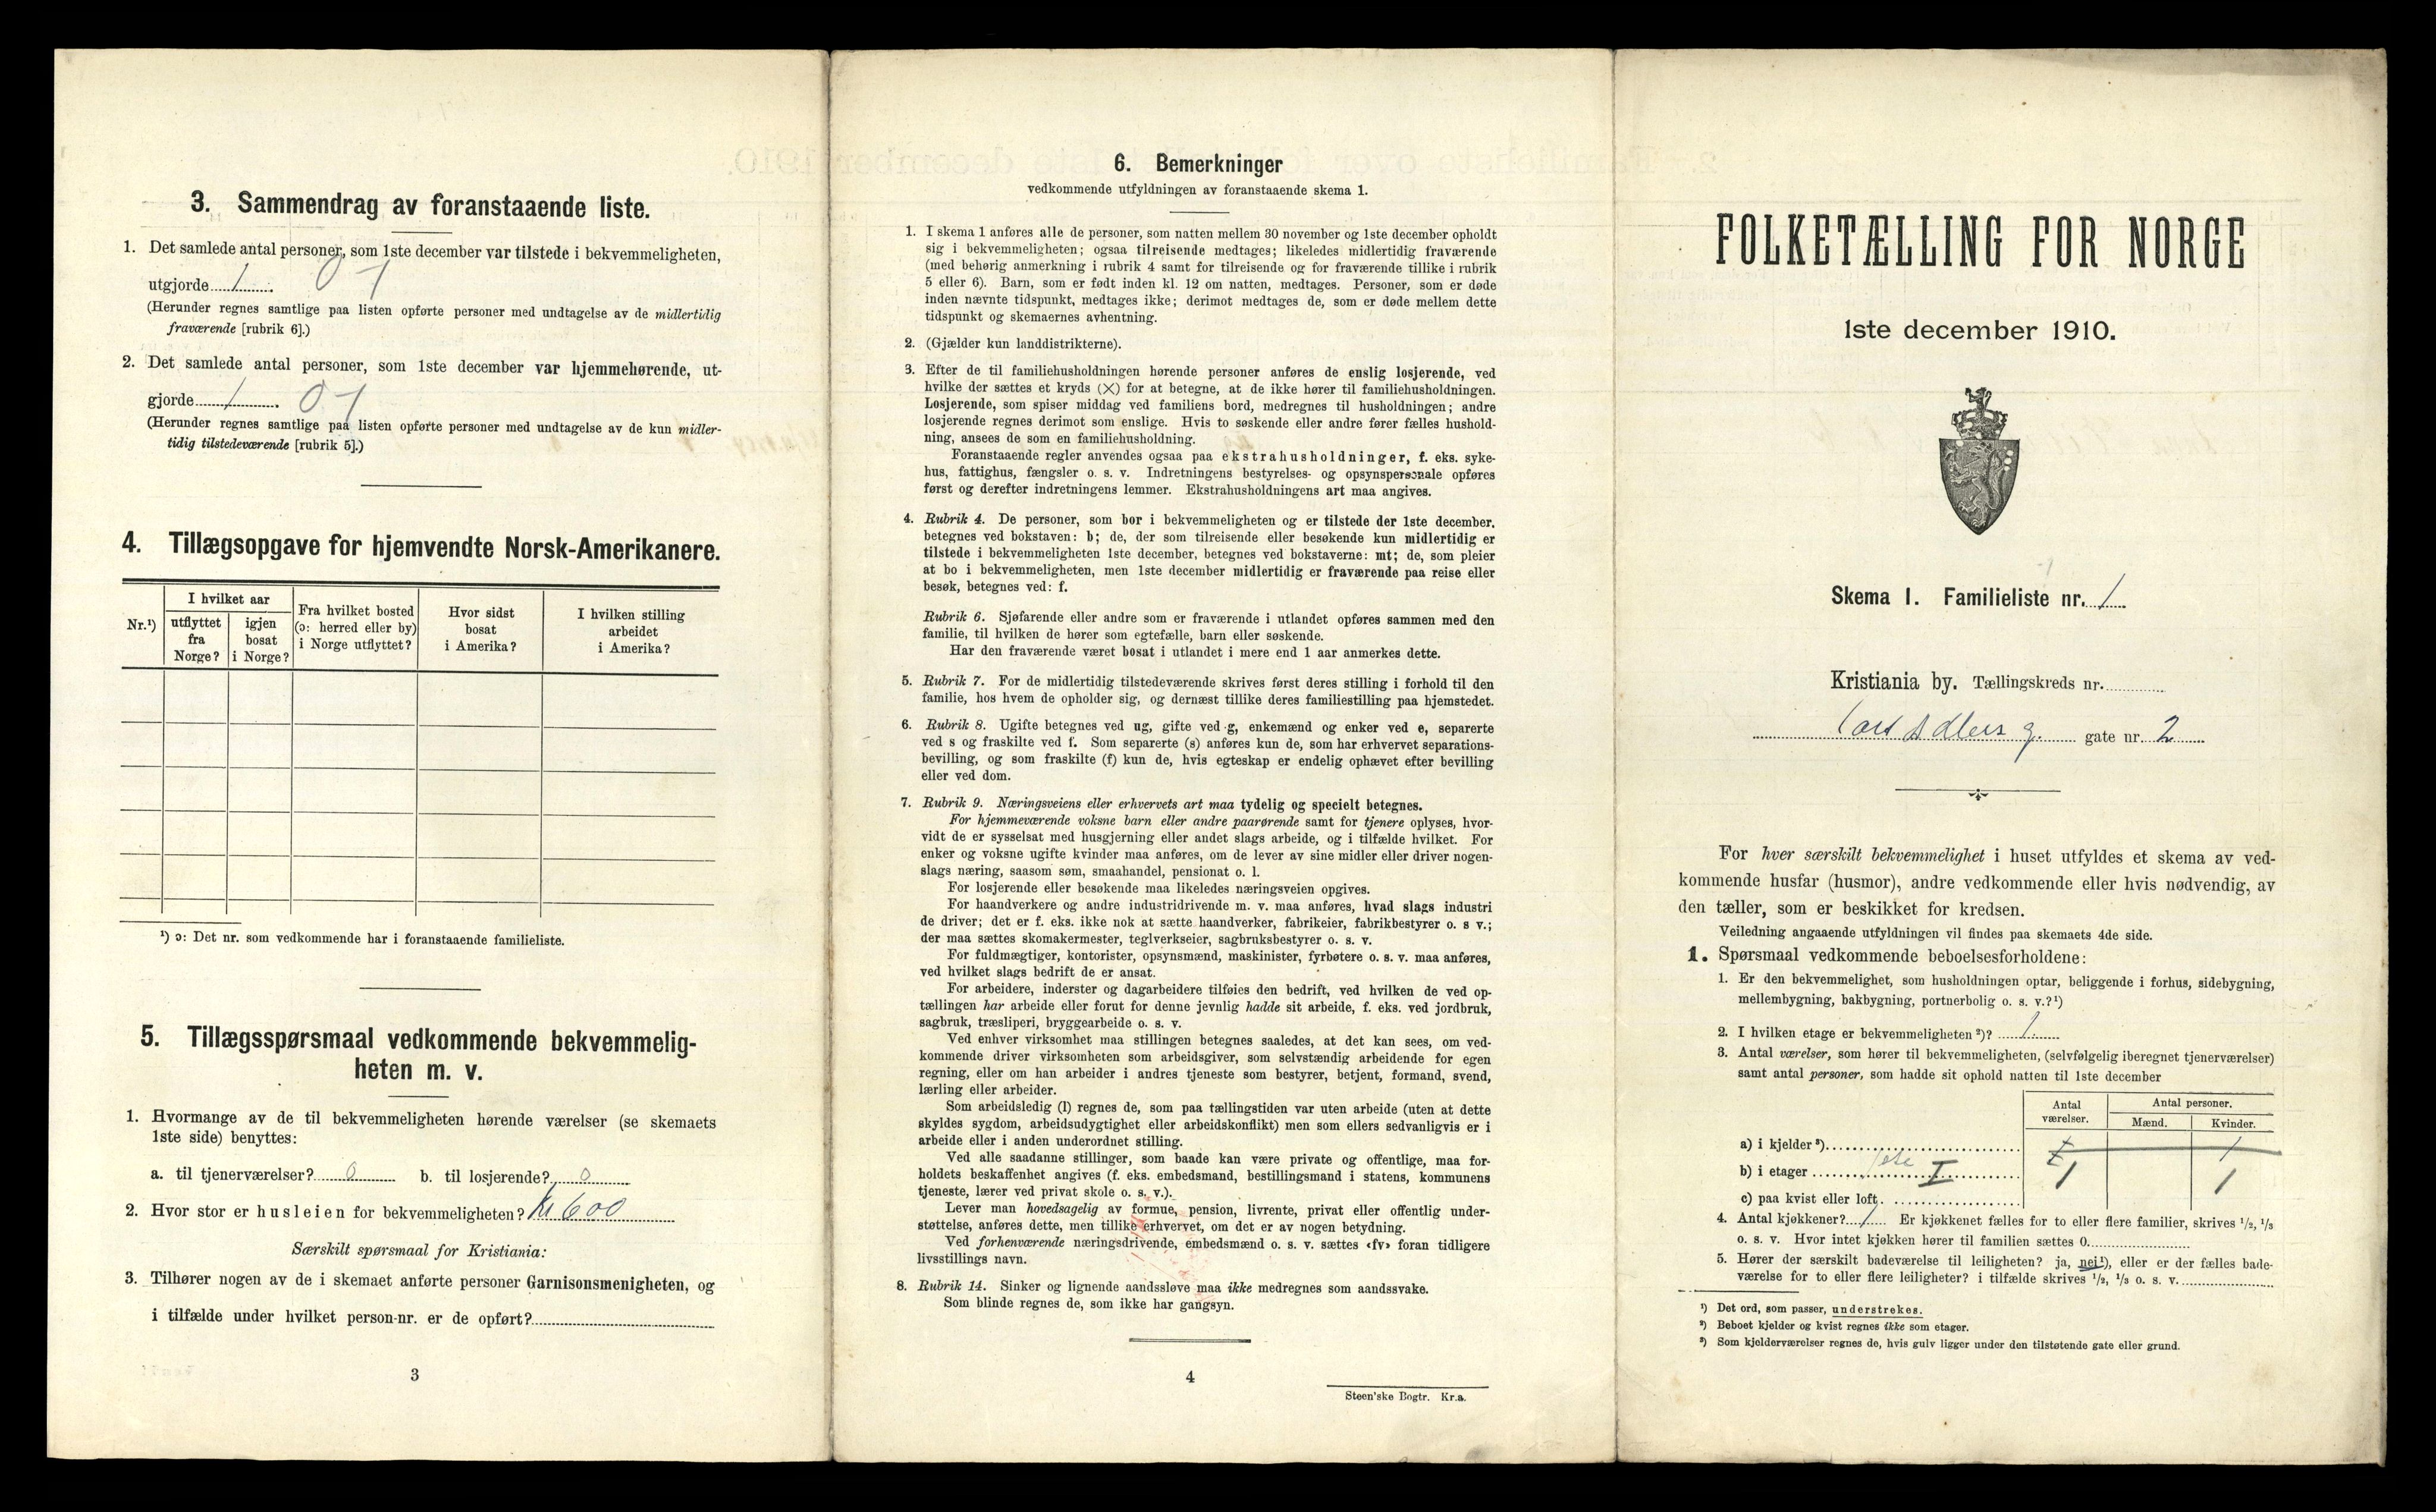 3. Sammendrag av foranstaaende liste.
1. Det samlede antal personer, som 1ste december var tilstede i bekvemmeligheten,
utgjorde 1. 0-1
(Herunder regnes samtlige paa listen opførte personer med undtagelse av de midlertidig
fraværende [rubrik 6].)
2. Det samlede antal personer, som 1ste december var hjemmehørende, ut-
gjorde 1. 0-1
(Herunder regnes samtlige paa listen opførte personer med undtagelse av de kun midler-
tidig tilstedeværende [rubrik 5].)
4. Tillægsopgave for hjemvendte Norsk-Amerikanere.
Nr.¹)
I hvilket aar
utflyttet
fra
Norge?
igjen
bosat
i Norge?
Fra hvilket bosted
(ɔ: herred eller by)
i Norge utflyttet?
Hvor sidst
bosat
i Amerika?
I hvilken stilling
arbeidet
i Amerika?
¹) ɔ: Det nr. som vedkommende har i foranstaaende familieliste.
5. Tillægsspørsmaal vedkommende bekvemmelig-
heten m. v.
1. Hvormange av de til bekvemmeligheten hørende værelser (se skemaets
1ste side) benyttes:
a. til tjenerværelser? 0 b. til losjerende? 0
2. Hvor stor er husleien for bekvemmeligheten? Kr 600
Særskilt spørsmaal for Kristiania:
3. Tilhører nogen av de i skemaet anførte personer Garnisonsmenigheten, og
i tilfælde under hvilket person-nr. er de opført?
3
6. Bemerkninger
vedkommende utfyldningen av foranstaaende skema 1.
1. I skema 1 anføres alle de personer, som natten mellem 30 november og 1ste december opholdt
sig i bekvemmeligheten; ogsaa tilreisende medtages; likeledes midlertidig fraværende
(med behørig anmerkning i rubrik 4 samt for tilreisende og for fraværende tillike i rubrik
5 eller 6). Barn, som er født inden kl. 12 om natten, medtages. Personer, som er døde
inden nævnte tidspunkt, medtages ikke; derimot medtages de, som er døde mellem dette
tidspunkt og skemaernes avhentning.
2. (Gjælder kun landdistrikterne).
3. Efter de til familiehusholdningen hørende personer anføres de enslig losjerende, ved
hvilke der sættes et kryds (×) for at betegne, at de ikke hører til familiehusholdningen.
Losjerende, som spiser middag ved familiens bord, medregnes til husholdningen; andre
losjerende regnes derimot som enslige. Hvis to søskende eller andre fører fælles hushold-
ning, ansees de som en familiehusholdning.
Foranstaaende regler anvendes ogsaa paa ekstrahusholdninger, f. eks. syke-
hus, fattighus, fængsler o. s. v. Indretningens bestyrelses- og opsynspersonale opføres
først og derefter indretningens lemmer. Ekstrahusholdningens art maa angives.
4. Rubrik 4. De personer, som bor i bekvemmeligheten og er tilstede der 1ste december,
betegnes ved bokstaven: b; de, der som tilreisende eller besøkende kun midlertidig er
tilstede i bekvemmeligheten 1ste december, betegnes ved bokstaverne: mt; de, som pleier
at bo i bekvemmeligheten, men 1ste december midlertidig er fraværende paa reise eller
besøk, betegnes ved: f.
Rubrik 6. Sjøfarende eller andre som er fraværende i utlandet opføres sammen med den
familie, til hvilken de hører som egtefælle, barn eller søskende.
Har den fraværende været bosat i utlandet i mere end 1 aar anmerkes dette.
5. Rubrik 7. For de midlertidig tilstedeværende skrives først deres stilling i forhold til den
familie, hos hvem de opholder sig, og dernæst tillike deres familiestilling paa hjemstedet.
6. Rubrik 8. Ugifte betegnes ved ug, gifte ved g, enkemænd og enker ved e, separerte
ved s og fraskilte ved f. Som separerte (s) anføres kun de, som har erhvervet separations-
bevilling, og som fraskilte (f) kun de, hvis egteskap er endelig ophævet efter bevilling
eller ved dom.
7. Rubrik 9. Næringsveiens eller erhvervets art maa tydelig og specielt betegnes.
For hjemmeværende voksne barn eller andre paarørende samt for tjenere oplyses, hvor-
vidt de er sysselsat med husgjerning eller andet slags arbeide, og i tilfælde hvilket. For
enker og voksne ugifte kvinder maa anføres, om de lever av sine midler eller driver nogen-
slags næring, saasom søm, smaahandel, pensionat o. l.
For losjerende eller besøkende maa likeledes næringsveien opgives.
For haandverkere og andre industridrivende m. v. maa anføres, hvad slags industri
de driver; det er f. eks. ikke nok at sætte haandverker, fabrikeier, fabrikbestyrer o. s v.;
der maa sættes skomakermester, teglverkseier, sagbruksbestyrer o. s. v.
For fuldmægtiger, kontorister, opsynsmænd, maskinister, fyrbøtere o. s. v. maa anføres,
ved hvilket slags bedrift de er ansat.
For arbeidere, inderster og dagarbeidere tilføies den bedrift, ved hvilken de ved op-
tællingen har arbeide eller forut for denne jevnlig hadde sit arbeide, f. eks. ved jordbruk,
sagbruk, træsliperi, bryggearbeide o. s. v.
Ved enhver virksomhet maa stillingen betegnes saaledes, at det kan sees, om ved-
kommende driver virksomheten som arbeidsgiver, som selvstændig arbeidende for egen
regning, eller om han arbeider i andres tjeneste som bestyrer, betjent, formand, svend,
lærling eller arbeider.
Som arbeidsledig (l) regnes de, som paa tællingstiden var uten arbeide (uten at dette
skyldes sygdom, arbeidsudygtighet eller arbeidskonflikt) men som ellers sedvanligvis er i
arbeide eller i anden underordnet stilling.
Ved alle saadanne stillinger, som baade kan være private og offentlige, maa for-
holdets beskaffenhet angives (f. eks. embedsmand, bestillingsmand i statens, kommunens
tjeneste, lærer ved privat skole o. s. v.).
Lever man hovedsagelig av formue, pension, livrente, privat eller offentlig under-
støttelse, anføres dette, men tillike erhvervet, om det er av nogen betydning.
Ved forhenværende næringsdrivende, embedsmænd o. s. v. sættes «fv» foran tidligere
livsstillings navn.
8. Rubrik 14. Sinker og lignende aandssløve maa ikke medregnes som aandssvake.
Som blinde regnes de, som ikke har gangsyn.
4
Steen'ske Bogtr. Kr.a.
FOLKETÆLLING FOR NORGE
1ste december 1910.
Skema 1. Familieliste nr. 1
Kristiania by. Tællingskreds nr.
Cort Adlers g. gate nr. 2
For hver særskilt bekvemmelighet i huset utfyldes et skema av ved-
kommende husfar (husmor), andre vedkommende eller hvis nødvendig, av
den tæller, som er beskikket for kredsen.
Veiledning angaaende utfyldningen vil findes paa skemaets 4de side.
1. Spørsmaal vedkommende beboelsesforholdene:
1. Er den bekvemmelighet, som husholdningen optar, beliggende i forhus, sidebygning,
mellembygning, bakbygning, portnerbolig o. s. v.?¹)
2. I hvilken etage er bekvemmeligheten ²)? 1.
3. Antal værelser, som hører til bekvemmeligheten, (selvfølgelig iberegnet tjenerværelser)
samt antal personer, som hadde sit ophold natten til 1ste december
Antal
værelser.
Antal personer.
Mænd. Kvinder.
a) i kjelder ³) 1
b) i etager I 1 1
c) paa kvist eller loft
4. Antal kjøkkener? 1 Er kjøkkenet fælles for to eller flere familier, skrives ¹/₂, ¹/₃
o. s. v. Hvor intet kjøkken hører til familien sættes 0.
5. Hører der særskilt badeværelse til leiligheten? ja, nei¹), eller er der fælles bade-
værelse for to eller flere leiligheter? i tilfælde skrives ¹/₂, ¹/₃ o. s. v.
¹) Det ord, som passer, understrekes.
²) Beboet kjelder og kvist regnes ikke som etager.
³) Som kjelderværelser regnes de, hvis gulv ligger under den tilstøtende gate eller grund.